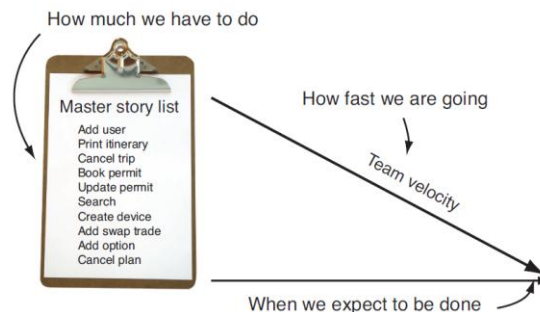 How much we have to do
Master story list
Add user
Print itinerary
Cancel trip
Book permit
Update permit
Search
Create device
Add swap trade
Add option
Cancel plan
How fast we are going
Team velocity
When we expect to be done